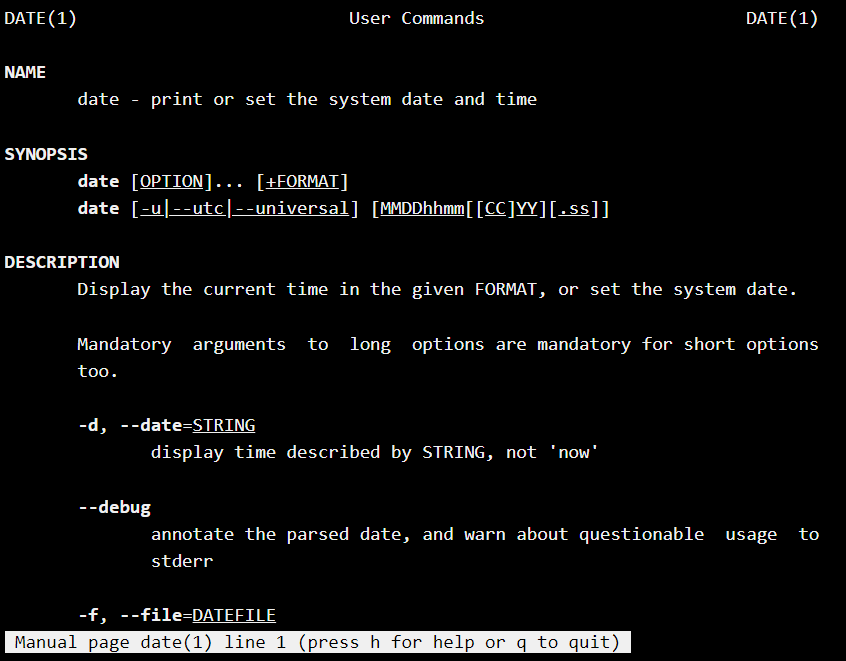 DATE(1) User Commands DATE(1)
NAME
date - print or set the system date and time
SYNOPSIS
date [OPTION]... [+FORMAT]
date [-u|--utc|--universal] [MMDDhhmm[[CC]YY][.ss]]
DESCRIPTION
Display the current time in the given FORMAT, or set the system date.
Mandatory arguments to long options are mandatory for short options
too.
-d, --date=STRING
display time described by STRING, not 'now'
--debug
annotate the parsed date, and warn about questionable usage to
stderr
-f, --file=DATEFILE
Manual page date(1) line 1 (press h for help or q to quit)